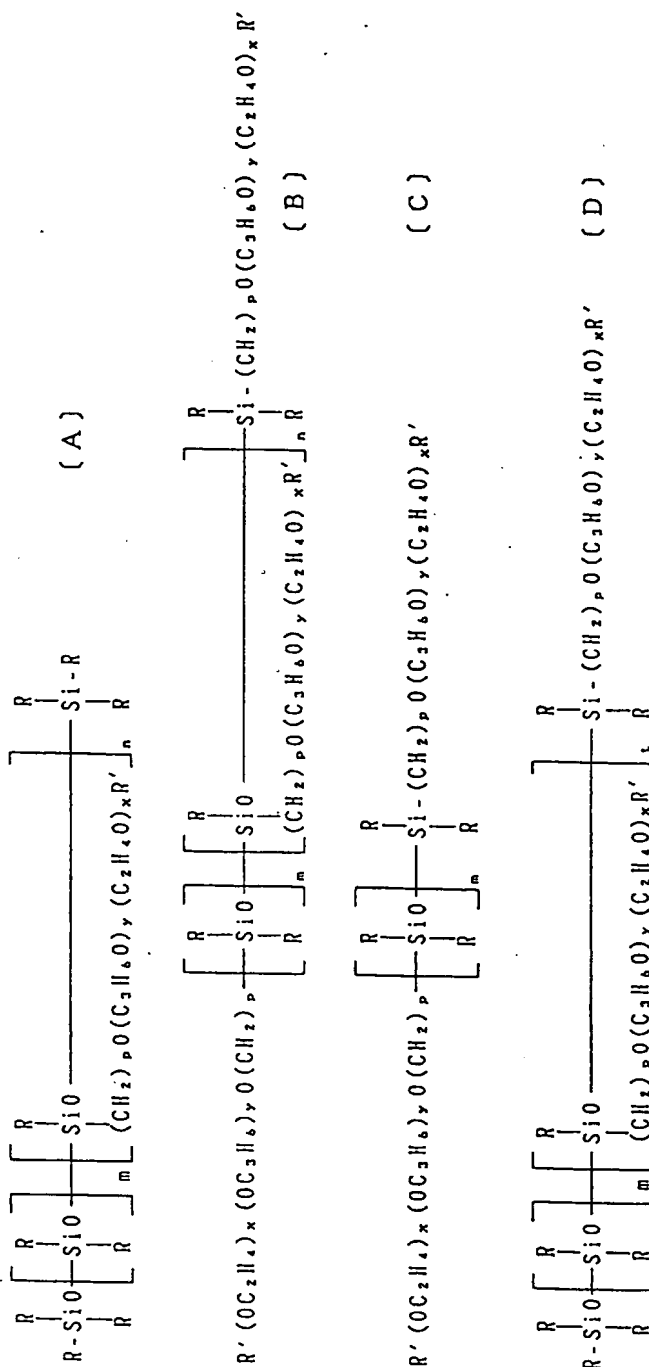 R R R R
R-SiO [SiO]m [SiO]n Si-R
R R (CH₂)ₚO(C₃H₆O)ᵧ(C₂H₄O)ₓR′ R
(A)
R R R
R′(OC₂H₄)ₓ(OC₃H₆)ᵧO(CH₂)ₚ [SiO]m [SiO]n Si-(CH₂)ₚO(C₃H₆O)ᵧ(C₂H₄O)ₓR′
R (CH₂)ₚO(C₃H₆O)ᵧ(C₂H₄O)ₓR′ R
(B)
R R
R′(OC₂H₄)ₓ(OC₃H₆)ᵧO(CH₂)ₚ [SiO]m Si-(CH₂)ₚO(C₃H₆O)ᵧ(C₂H₄O)ₓR′
R R
(C)
R R R R
R-SiO [SiO]m [SiO]t Si-(CH₂)ₚO(C₃H₆O)ᵧ(C₂H₄O)ₓR′
R R (CH₂)ₚO(C₃H₆O)ᵧ(C₂H₄O)ₓR′ R
(D)